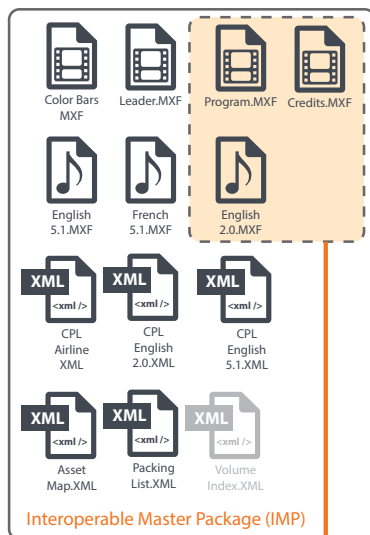 Color Bars
MXF
Leader.MXF
Program.MXF
Credits.MXF
English
5.1.MXF
French
5.1.MXF
English
2.0.MXF
XML
<xml />
CPL
Airline
XML
XML
<xml />
CPL
English
2.0.XML
XML
<xml />
CPL
English
5.1.XML
XML
<xml />
Asset
Map.XML
XML
<xml />
Packing
List.XML
XML
<xml />
Volume
Index.XML
Interoperable Master Package (IMP)